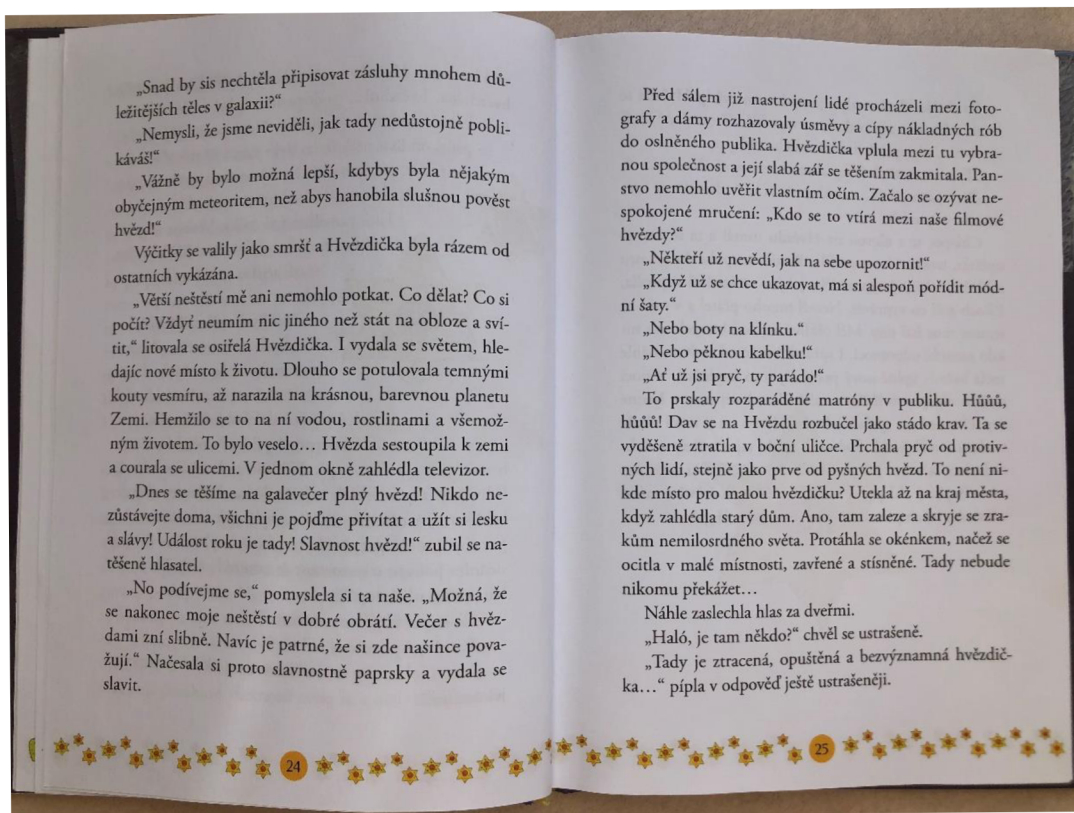 „Snad by sis nechtěla připisovat zásluhy mnohem dů-
ležitějších těles v galaxii?“
„Nemysli, že jsme neviděli, jak tady nedůstojně pobli-
káváš!“
„Vážně by bylo možná lepší, kdybys byla nějakým
obyčejným meteoritem, než abys hanobila slušnou pověst
hvězd!“
Výčitky se valily jako smršť a Hvězdička byla rázem od
ostatních vykázána.
„Větší neštěstí mě ani nemohlo potkat. Co dělat? Co si
počít? Vždyť neumím nic jiného než stát na obloze a sví-
tit,“ litovala se osiřelá Hvězdička. I vydala se světem, hle-
dajíc nové místo k životu. Dlouho se potulovala temnými
kouty vesmíru, až narazila na krásnou, barevnou planetu
Zemi. Hemžilo se to na ní vodou, rostlinami a všemož-
ným životem. To bylo veselo… Hvězda sestoupila k zemi
a courala se ulicemi. V jednom okně zahlédla televizor.
„Dnes se těšíme na galavečer plný hvězd! Nikdo ne-
zůstávejte doma, všichni je pojďme přivítat a užít si lesku
a slávy! Událost roku je tady! Slavnost hvězd!“ zubil se na-
těšeně hlasatel.
„No podívejme se,“ pomyslela si ta naše. „Možná, že
se nakonec moje neštěstí v dobré obrátí. Večer s hvěz-
dami zní slibně. Navíc je patrné, že si zde našince pova-
žují.“ Načesala si proto slavnostně paprsky a vydala se
slavit.
24
Před sálem již nastrojení lidé procházeli mezi foto-
grafy a dámy rozhazovaly úsměvy a cípy nákladných rób
do oslněného publika. Hvězdička vplula mezi tu vybra-
nou společnost a její slabá zář se těšením zakmitala. Pan-
stvo nemohlo uvěřit vlastním očím. Začalo se ozývat ne-
spokojené mručení: „Kdo se to vtírá mezi naše filmové
hvězdy?“
„Někteří už nevědí, jak na sebe upozornit!“
„Když už se chce ukazovat, má si alespoň pořídit mód-
ní šaty.“
„Nebo boty na klínku.“
„Nebo pěknou kabelku!“
„Ať už jsi pryč, ty parádo!“
To prskaly rozparáděné matróny v publiku. Húůů,
hůůů! Dav se na Hvězdu rozbučel jako stádo krav. Ta se
vyděšeně ztratila v boční uličce. Prchala pryč od protiv-
ných lidí, stejně jako prve od pyšných hvězd. To není ni-
kde místo pro malou hvězdičku? Utekla až na kraj města,
když zahlédla starý dům. Ano, tam zaleze a skryje se zra-
kům nemilosrdného světa. Protáhla se okénkem, načež se
ocitla v malé místnosti, zavřené a stísněné. Tady nebude
nikomu překážet…
Náhle zaslechla hlas za dveřmi.
„Haló, je tam někdo?“ chvěl se ustrašeně.
„Tady je ztracená, opuštěná a bezvýznamná hvězdič-
ka…“ pípla v odpověď ještě ustrašeněji.
25